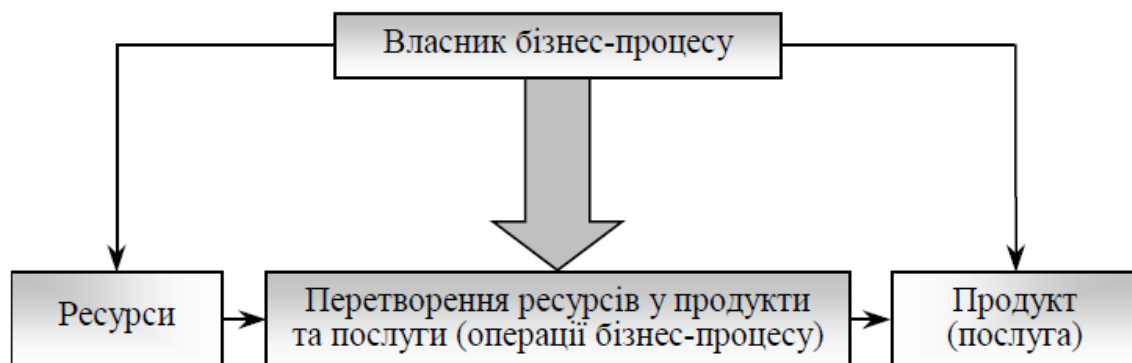 Власник бізнес-процесу
Ресурси
Перетворення ресурсів у продукти
та послуги (операції бізнес-процесу)
Продукт
(послуга)